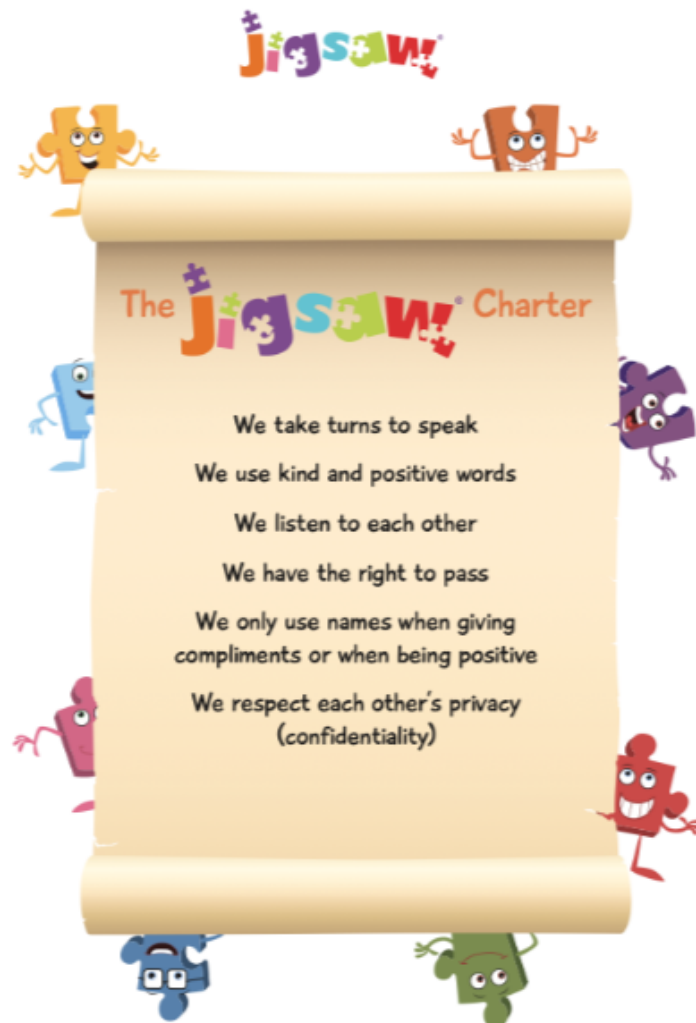 jigsaw!®
The jigsaw!® Charter
We take turns to speak
We use kind and positive words
We listen to each other
We have the right to pass
We only use names when giving
compliments or when being positive
We respect each other's privacy
(confidentiality)